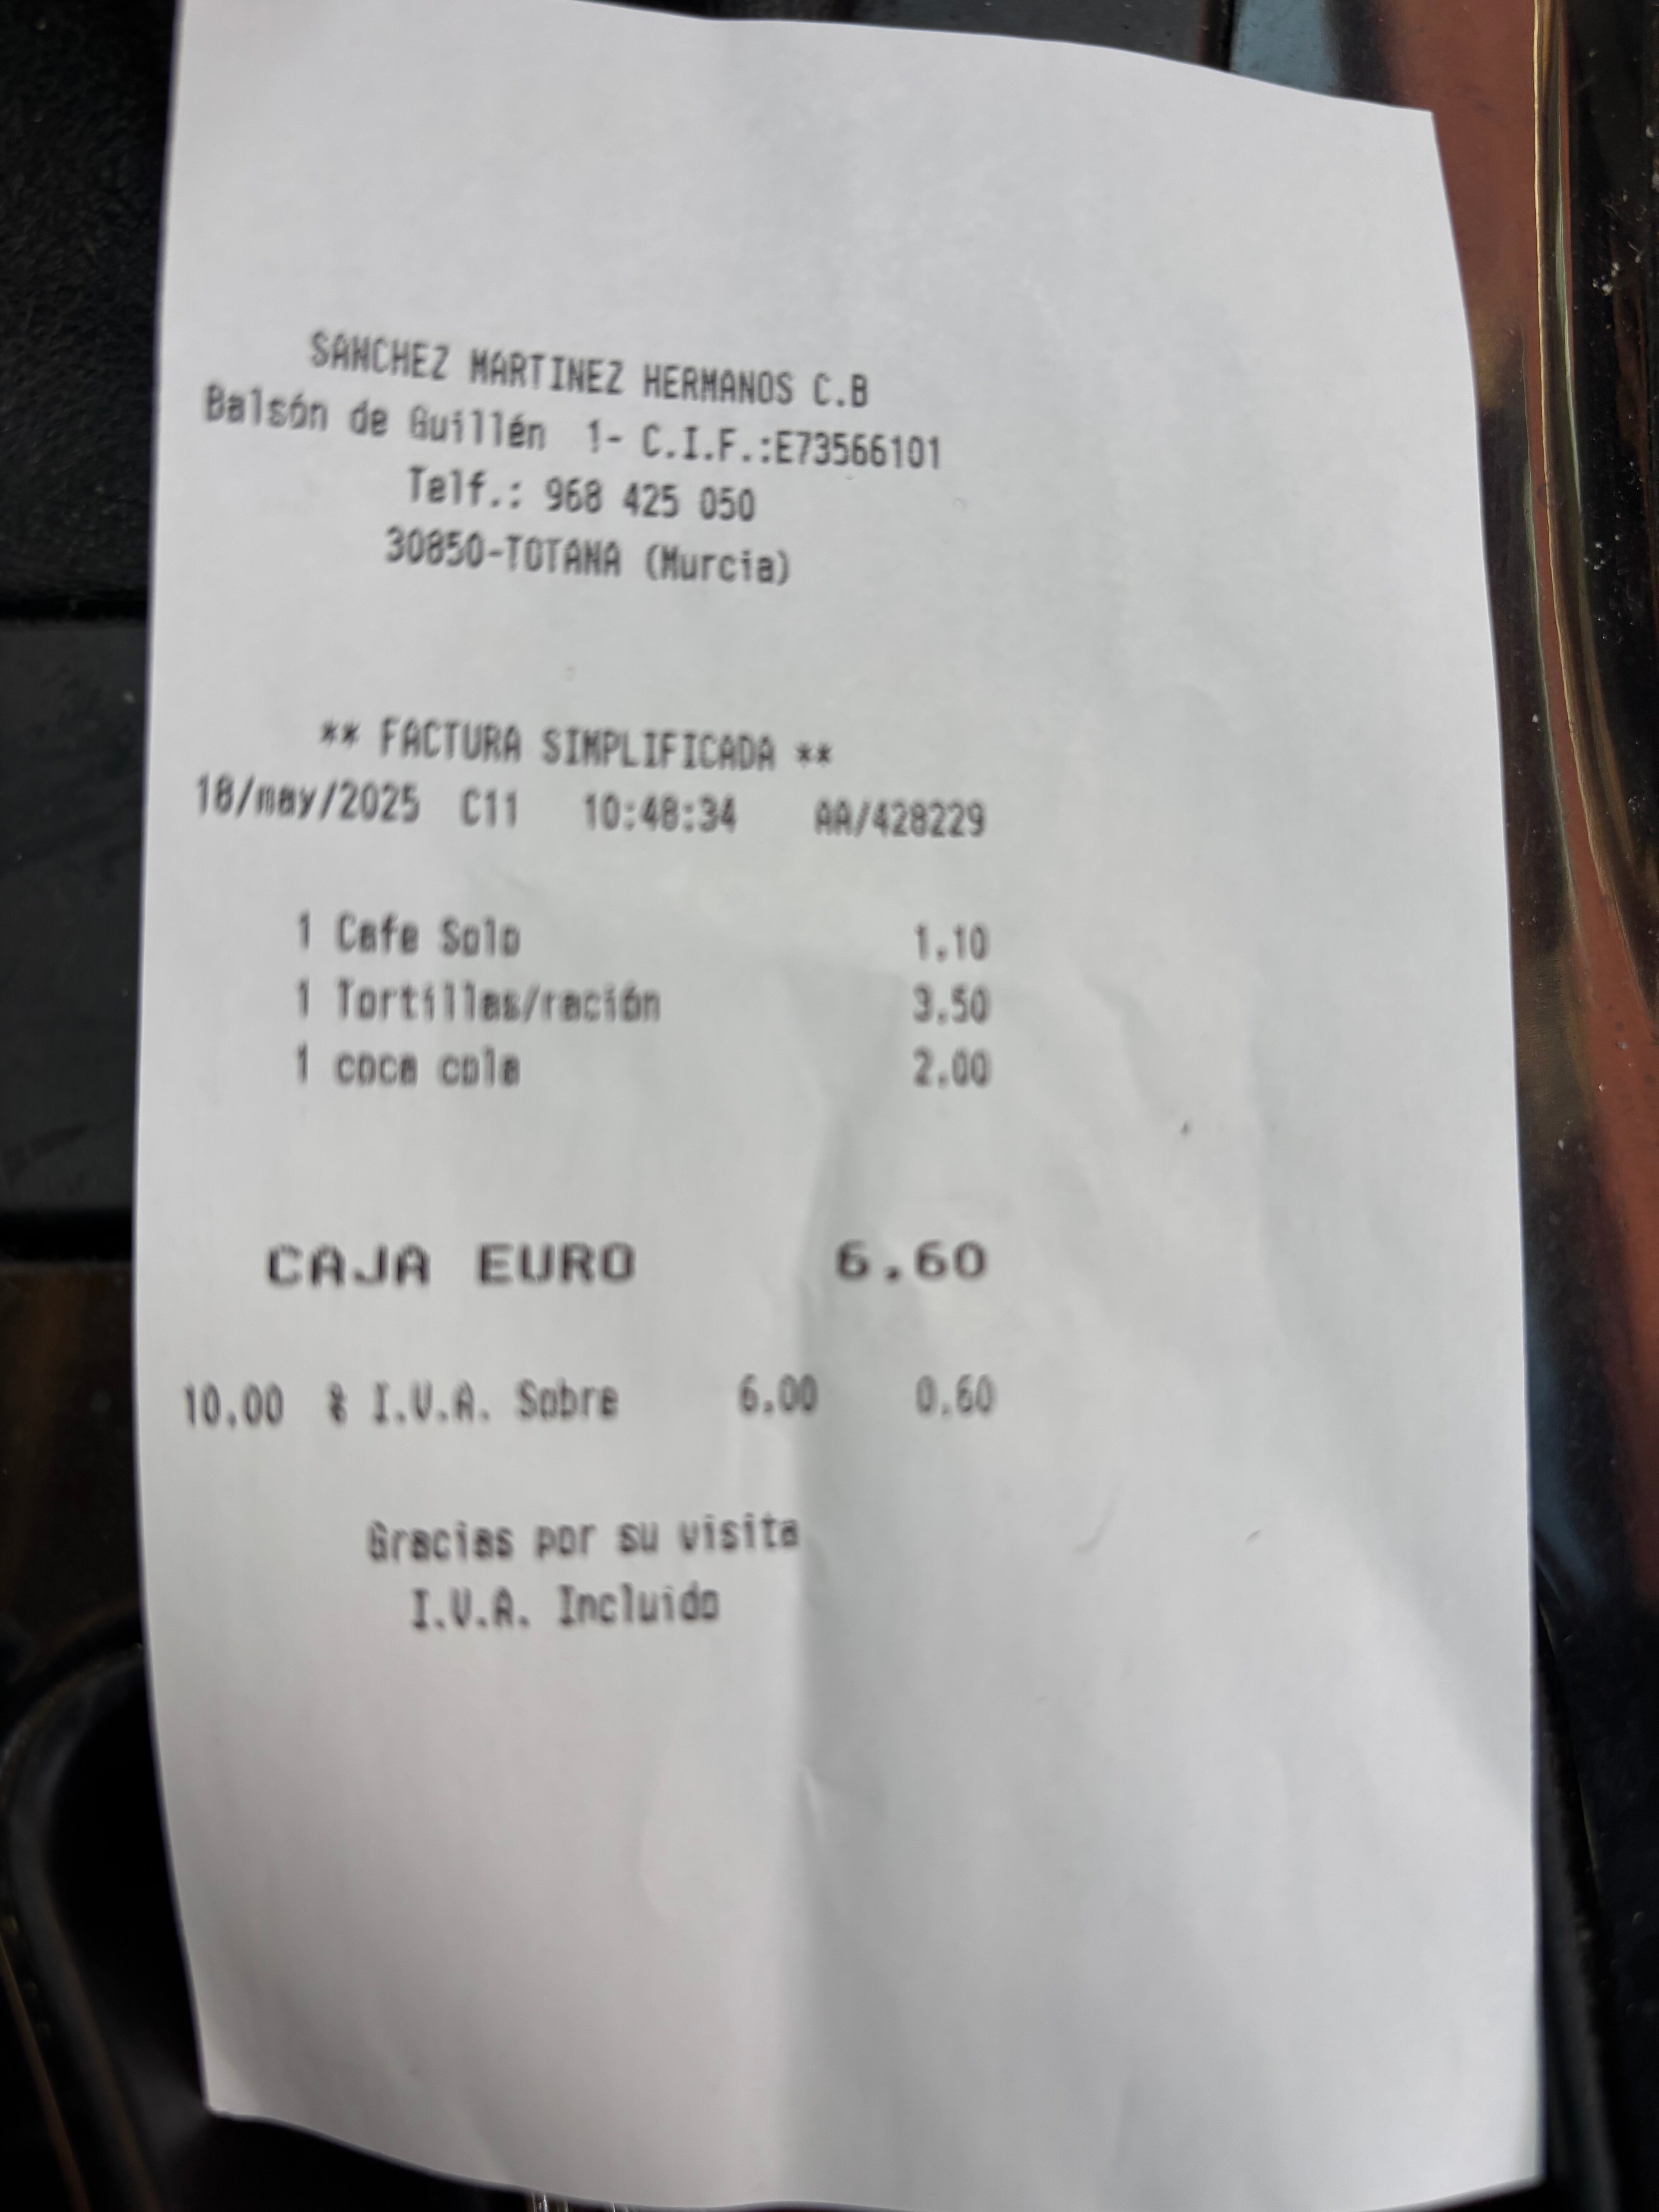 SANCHEZ MARTINEZ HERMANOS C.B
Balsón de Guillén 1- C.I.F.:E73566101
Telf.: 968 425 050
30850-TOTANA (Murcia)
** FACTURA SIMPLIFICADA **
18/may/2025 C11 10:48:34 AA/428229
1 Cafe Solo 1.10
1 Tortillas/ración 3.50
1 coca cola 2.00
CAJA EURO 6.60
10.00 % I.V.A. Sobre 6.00 0.60
Gracias por su visita
I.V.A. Incluido